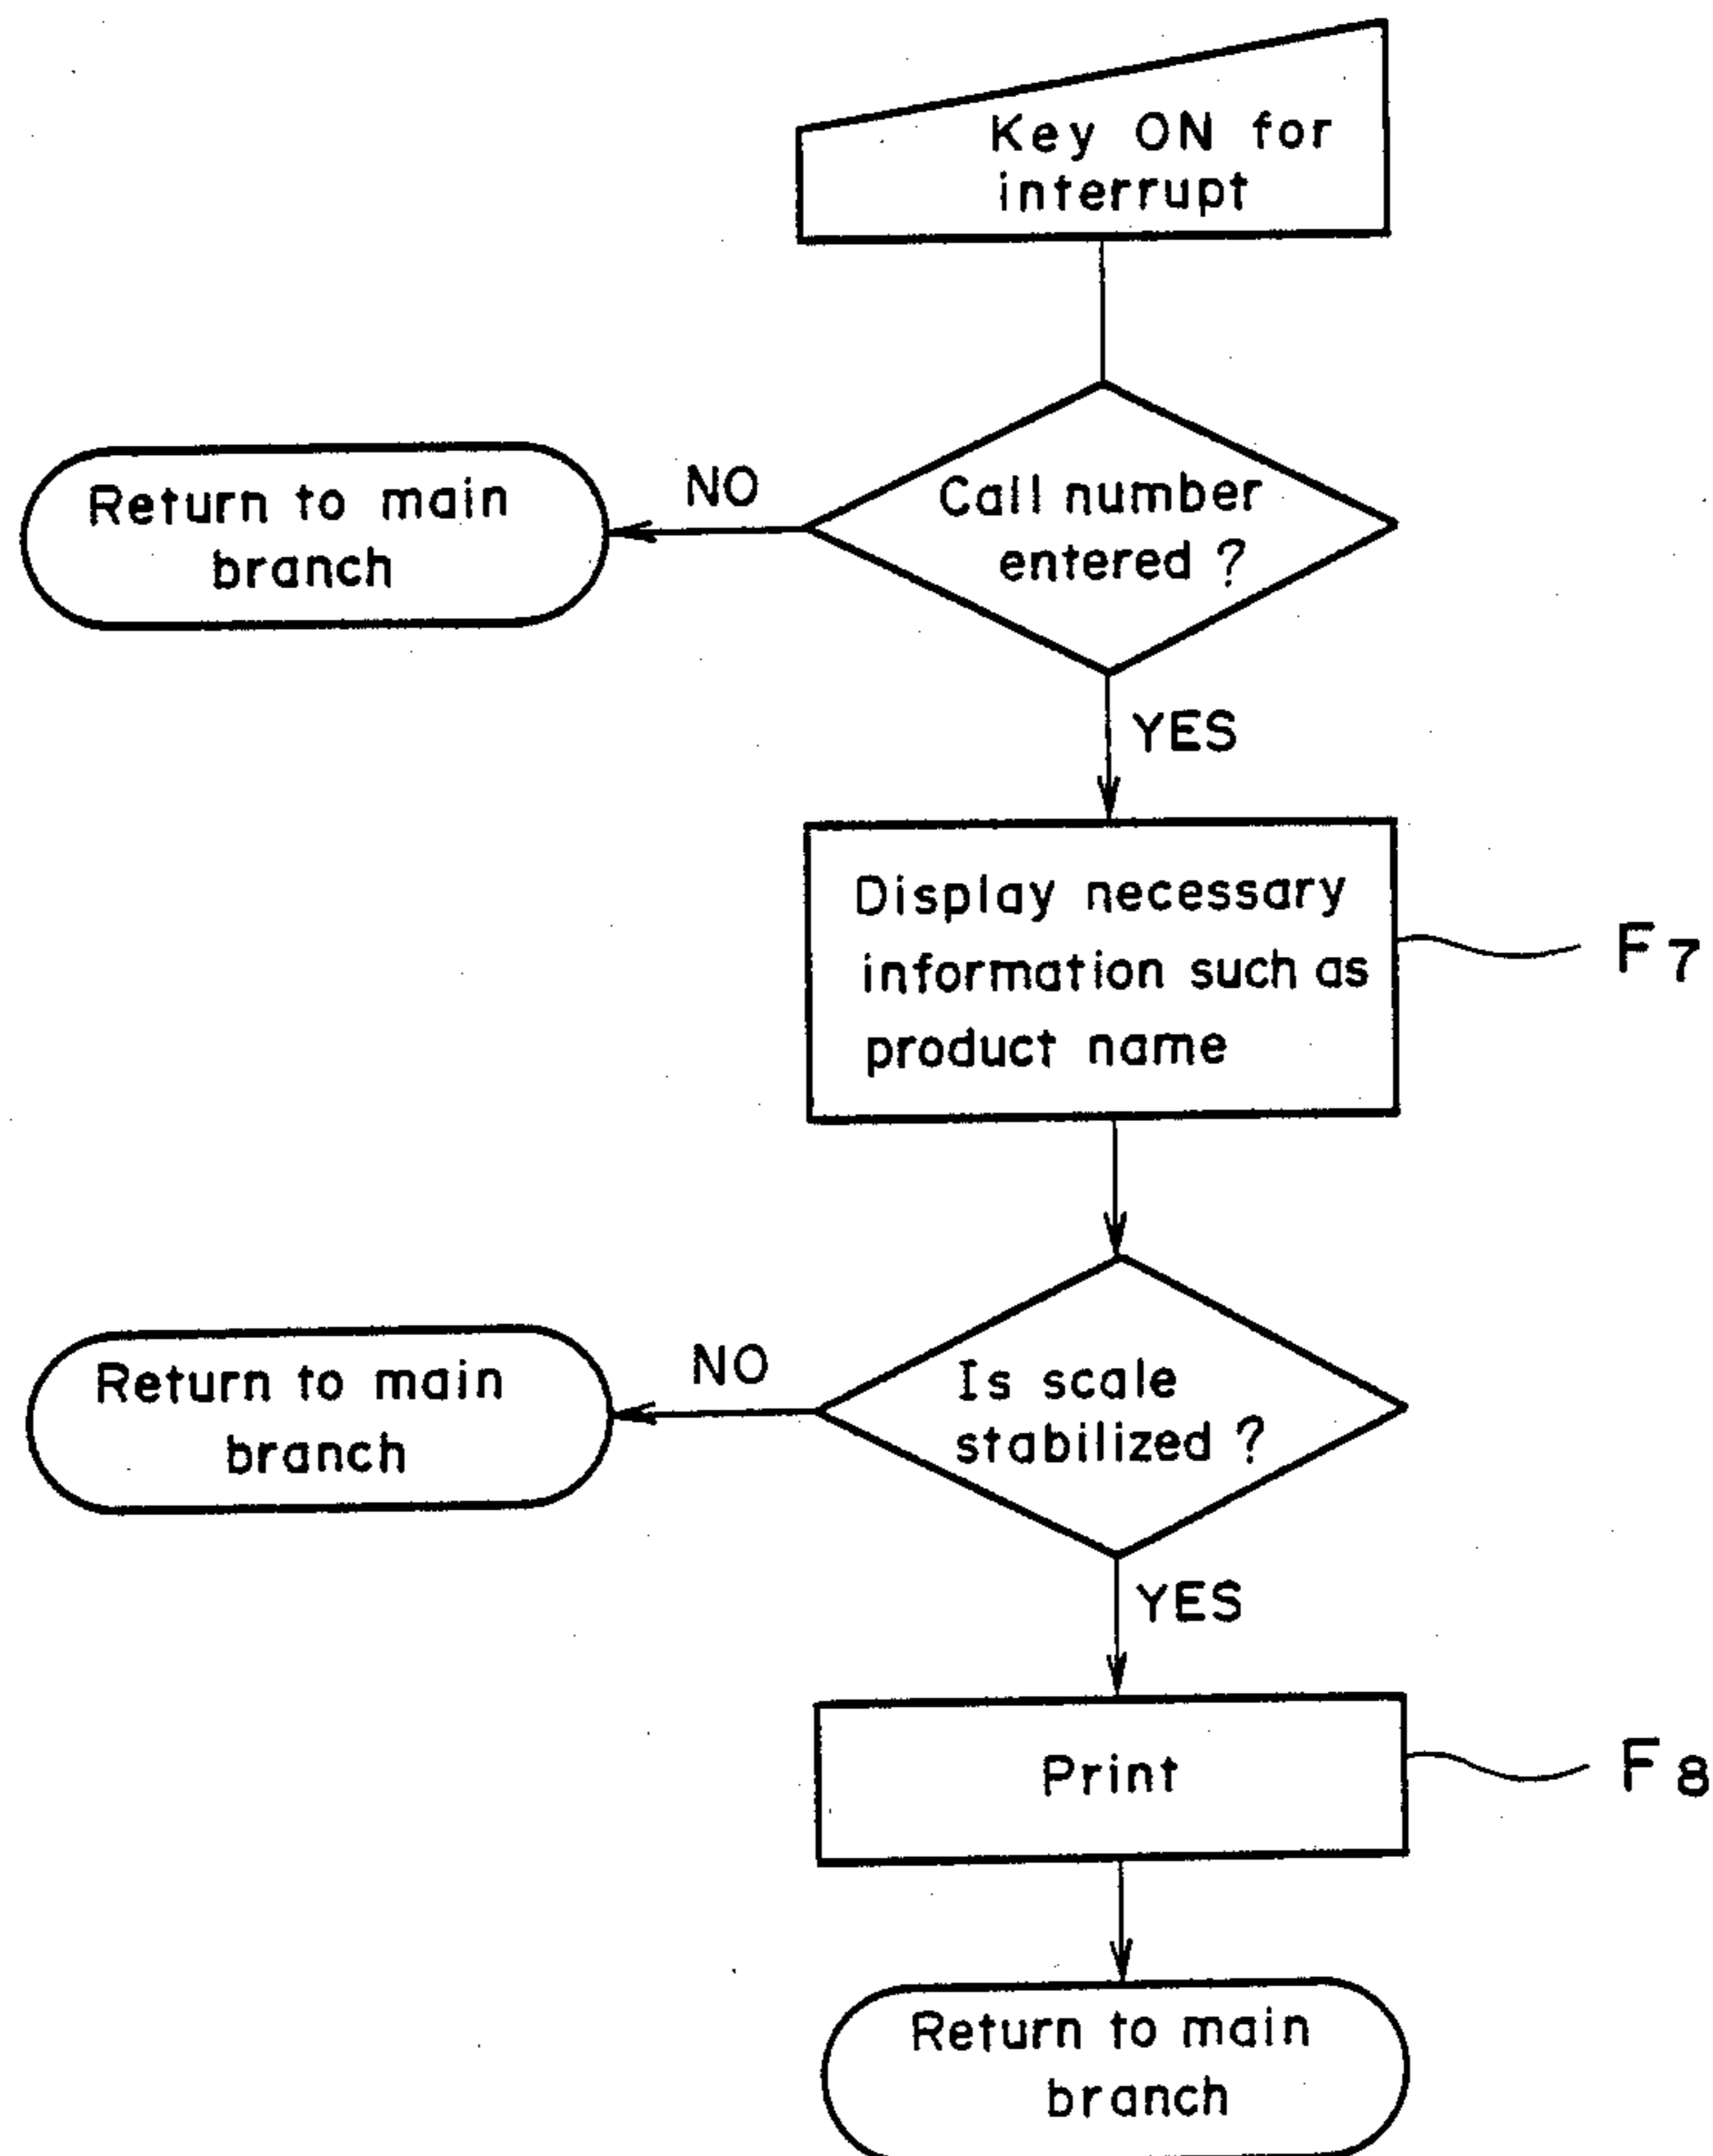 Key ON for
interrupt
Call number
entered ?
NO
Return to main
branch
YES
Display necessary
information such as
product name
F7
Is scale
stabilized ?
NO
Return to main
branch
YES
Print
F8
Return to main
branch